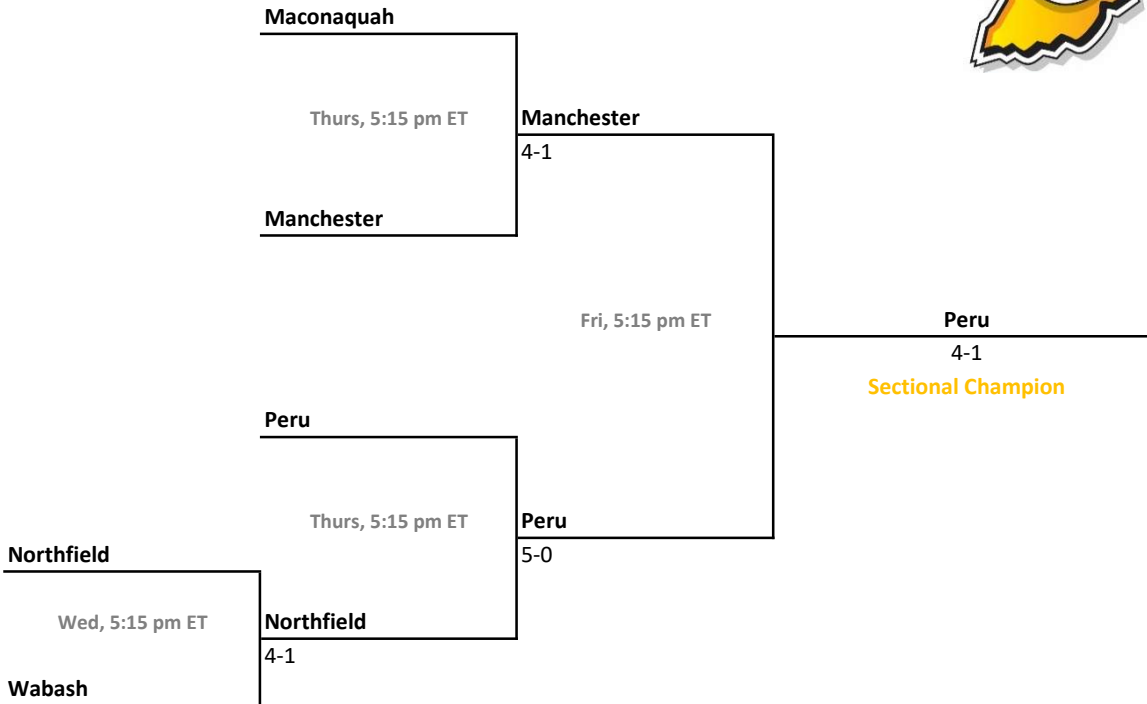 Maconaquah
Thurs, 5:15 pm ET
Manchester
4-1
Manchester
Fri, 5:15 pm ET
Peru
4-1
Sectional Champion
Peru
Thurs, 5:15 pm ET
Peru
5-0
Northfield
Wed, 5:15 pm ET
Northfield
4-1
Wabash